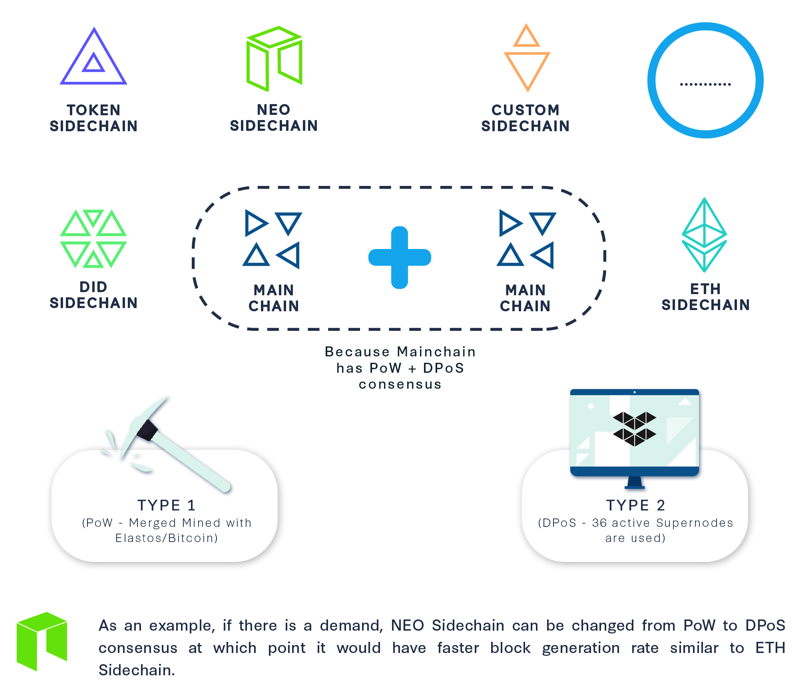 TOKEN
SIDECHAIN
NEO
SIDECHAIN
CUSTOM
SIDECHAIN
...........
DID
SIDECHAIN
MAIN
CHAIN
MAIN
CHAIN
ETH
SIDECHAIN
Because Mainchain
has PoW + DPoS
consensus
TYPE 1
(PoW - Merged Mined with
Elastos/Bitcoin)
TYPE 2
(DPoS - 36 active Supernodes
are used)
As an example, if there is a demand, NEO Sidechain can be changed from PoW to DPoS
consensus at which point it would have faster block generation rate similar to ETH
Sidechain.